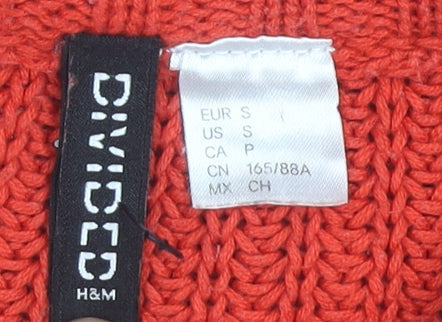 DIVIDED
H&M
EUR S
US S
CA P
CN 165/88A
MX CH